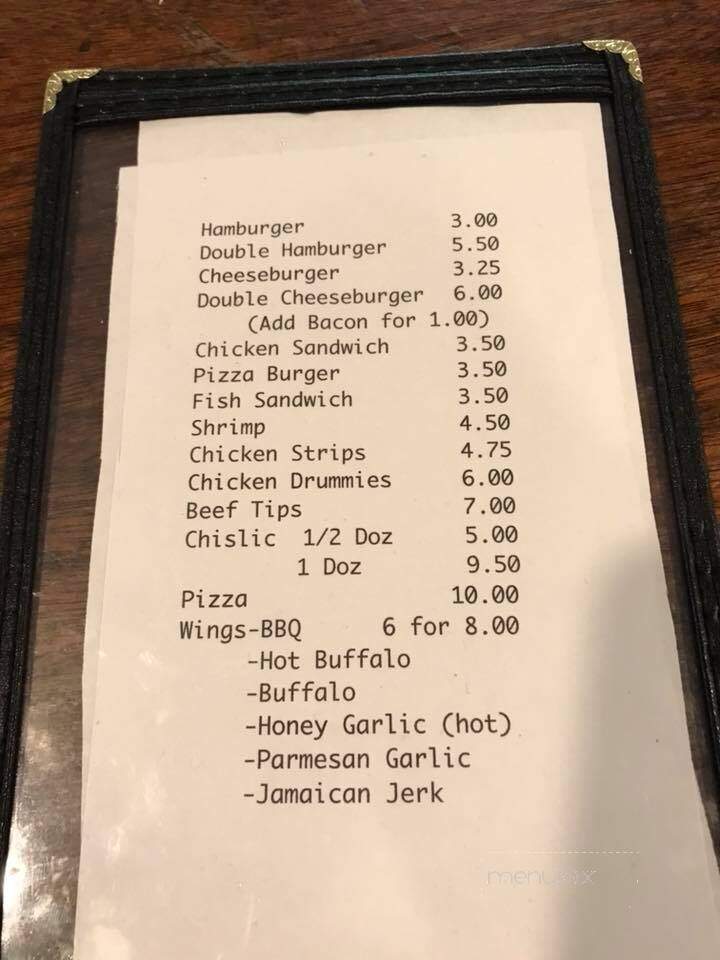 Hamburger 3.00
Double Hamburger 5.50
Cheeseburger 3.25
Double Cheeseburger 6.00
(Add Bacon for 1.00)
Chicken Sandwich 3.50
Pizza Burger 3.50
Fish Sandwich 3.50
Shrimp 4.50
Chicken Strips 4.75
Chicken Drummies 6.00
Beef Tips 7.00
Chislic 1/2 Doz 5.00
1 Doz 9.50
Pizza 10.00
Wings-BBQ 6 for 8.00
-Hot Buffalo
-Buffalo
-Honey Garlic (hot)
-Parmesan Garlic
-Jamaican Jerk